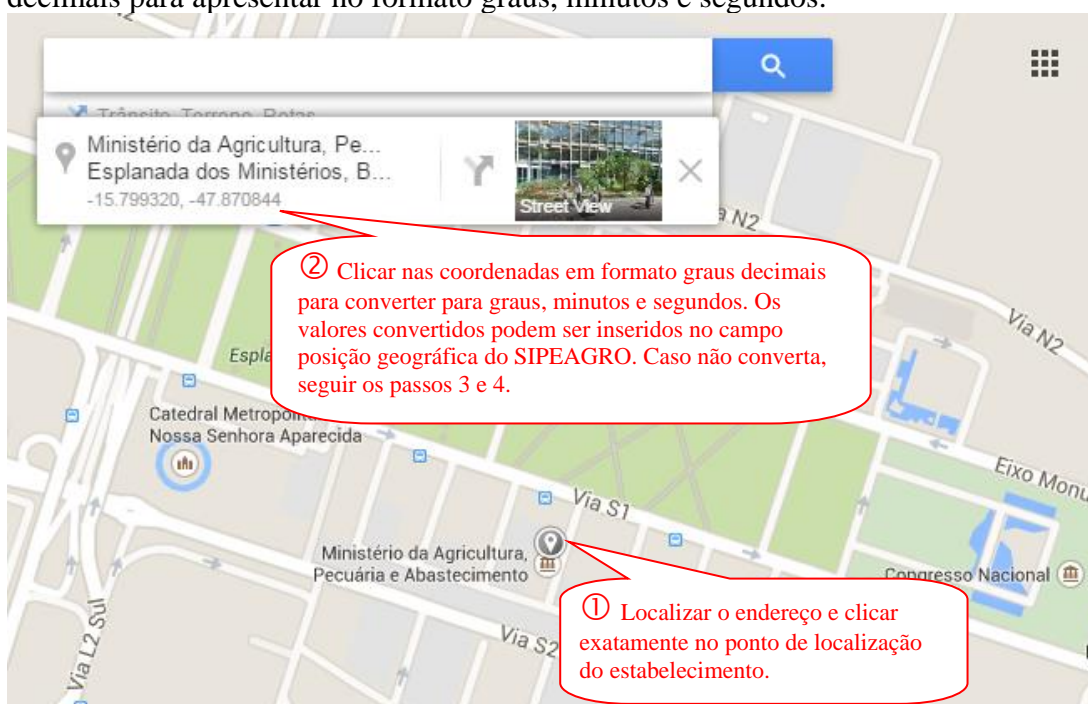 decimais para apresentar no formato graus, minutos e segundos.
Trânsito, Terreno, Rotas
Ministério da Agricultura, Pe...
Esplanada dos Ministérios, B...
-15.799320, -47.870844
Street View
a N2
② Clicar nas coordenadas em formato graus decimais
para converter para graus, minutos e segundos. Os
valores convertidos podem ser inseridos no campo
posição geográfica do SIPEAGRO. Caso não converta,
seguir os passos 3 e 4.
Via N2
Espla
Catedral Metropolit
Nossa Senhora Aparecida
Eixo Monu
Via S1
Ministério da Agricultura,
Pecuária e Abastecimento
Congresso Nacional
① Localizar o endereço e clicar
exatamente no ponto de localização
do estabelecimento.
Via S2
Via L2 Sul